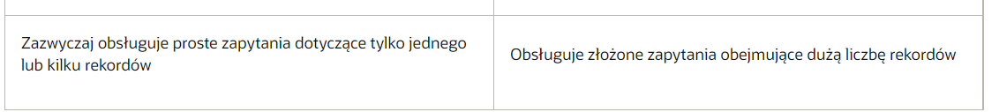 Zazwyczaj obsługuje proste zapytania dotyczące tylko jednego
lub kilku rekordów
Obsługuje złożone zapytania obejmujące dużą liczbę rekordów